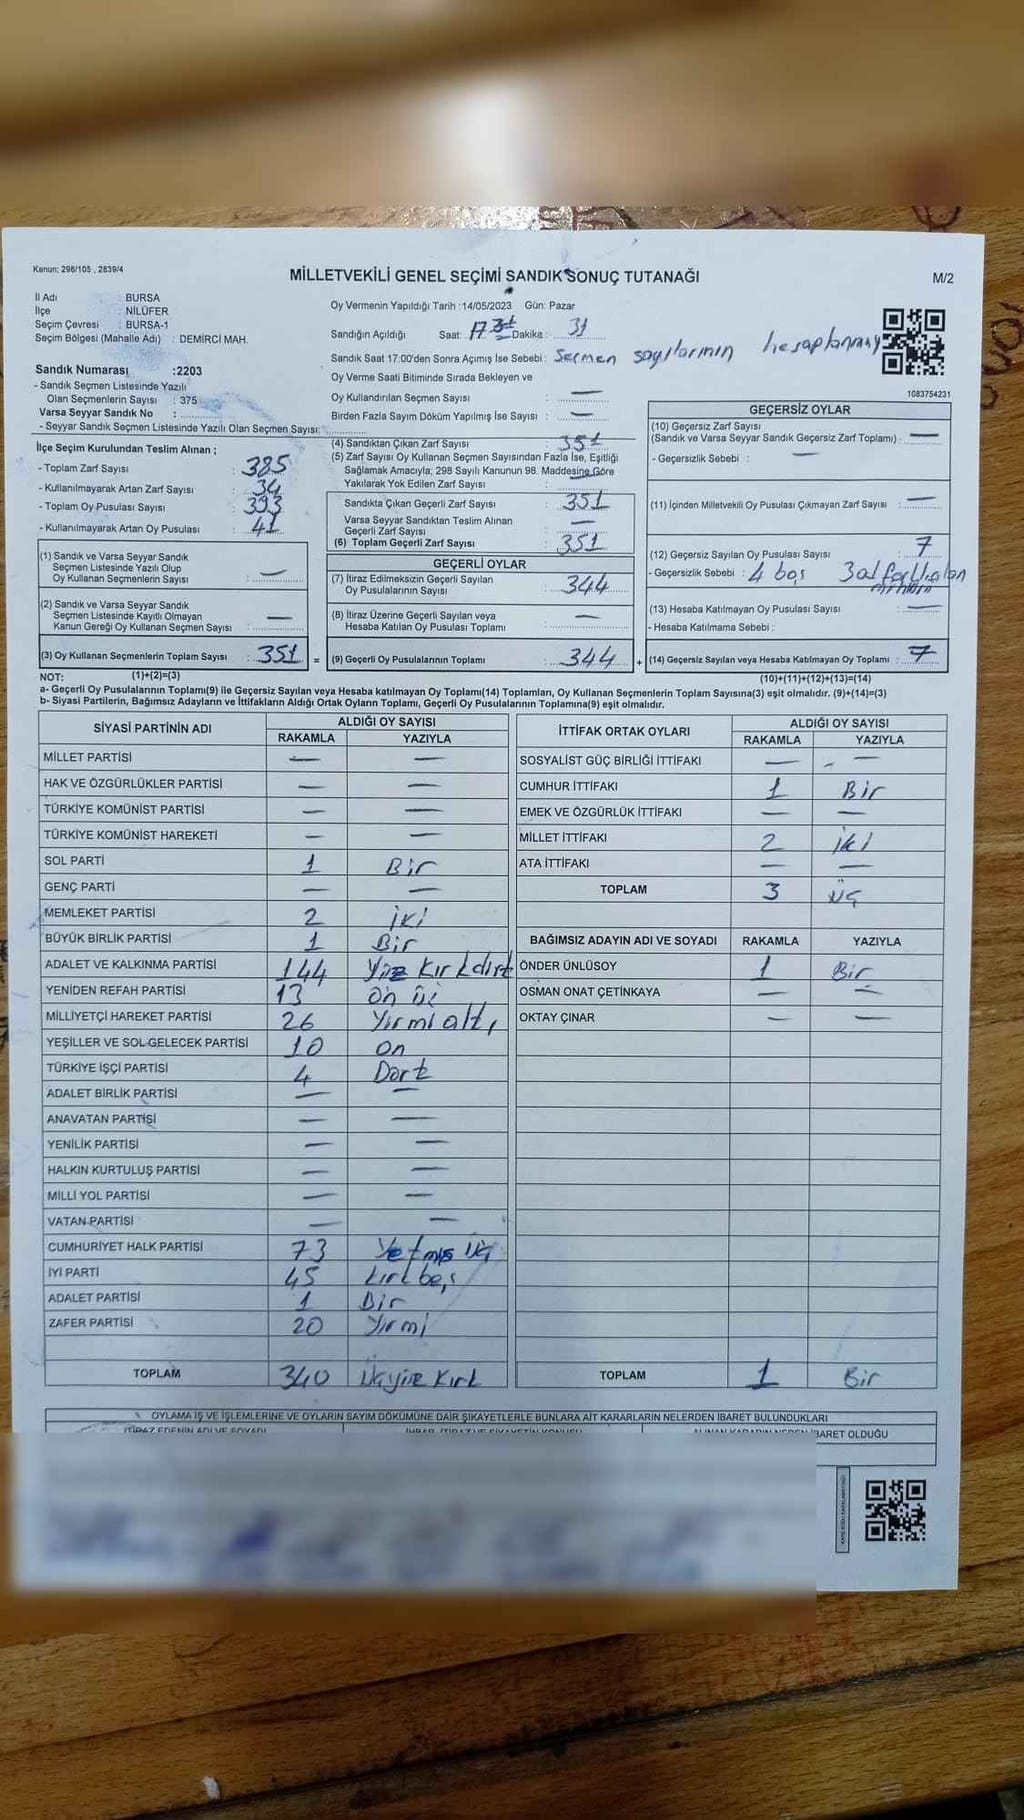 Kanun: 298/105 , 2839/4
MİLLETVEKİLİ GENEL SEÇİMİ SANDIK SONUÇ TUTANAĞI
M/2
İl Adı : BURSA
İlçe : NİLÜFER
Seçim Çevresi : BURSA-1
Seçim Bölgesi (Mahalle Adı) : DEMİRCİ MAH.
Sandık Numarası :2203
- Sandık Seçmen Listesinde Yazılı
Olan Seçmenlerin Sayısı : 375
Varsa Seyyar Sandık No :
- Seyyar Sandık Seçmen Listesinde Yazılı Olan Seçmen Sayısı:
Oy Vermenin Yapıldığı Tarih :14/05/2023 Gün: Pazar
Sandığın Açıldığı Saat: 17 Dakika : 31
Sandık Saat 17:00'den Sonra Açımış İse Sebebi : Seçmen sayılarının
Oy Verme Saati Bitiminde Sırada Bekleyen ve
Oy Kullandırılan Seçmen Sayısı : —
Birden Fazla Sayım Döküm Yapılmış İse Sayısı : —
1083754231
İlçe Seçim Kurulundan Teslim Alınan ;
- Toplam Zarf Sayısı : 385
- Kullanılmayarak Artan Zarf Sayısı : 34
- Toplam Oy Pusulası Sayısı : 393
- Kullanılmayarak Artan Oy Pusulası : 41
(4) Sandıktan Çıkan Zarf Sayısı : 351
(5) Zarf Sayısı Oy Kullanan Seçmen Sayısından Fazla İse, Eşitliği
Sağlamak Amacıyla; 298 Sayılı Kanunun 98. Maddesine Göre
Yakılarak Yok Edilen Zarf Sayısı : —
Sandıkta Çıkan Geçerli Zarf Sayısı : 351
Varsa Seyyar Sandıktan Teslim Alınan
Geçerli Zarf Sayısı : —
(6) Toplam Geçerli Zarf Sayısı : 351
GEÇERSİZ OYLAR
(10) Geçersiz Zarf Sayısı
(Sandık ve Varsa Seyyar Sandık Geçersiz Zarf Toplamı) : —
- Geçersizlik Sebebi : —
(11) İçinden Milletvekili Oy Pusulası Çıkmayan Zarf Sayısı : —
(12) Geçersiz Sayılan Oy Pusulası Sayısı : 7
- Geçersizlik Sebebi : 4 boş
(13) Hesaba Katılmayan Oy Pusulası Sayısı : —
- Hesaba Katılmama Sebebi :
(14) Geçersiz Sayılan veya Hesaba Katılmayan Oy Toplamı : 7
(10)+(11)+(12)+(13)=(14)
(1) Sandık ve Varsa Seyyar Sandık
Seçmen Listesinde Yazılı Olup
Oy Kullanan Seçmenlerin Sayısı : —
(2) Sandık ve Varsa Seyyar Sandık
Seçmen Listesinde Kayıtlı Olmayan
Kanun Gereği Oy Kullanan Seçmen Sayısı : —
(3) Oy Kullanan Seçmenlerin Toplam Sayısı : 351 =
(1)+(2)=(3)
GEÇERLİ OYLAR
(7) İtiraz Edilmeksizin Geçerli Sayılan
Oy Pusulalarının Sayısı : 344
(8) İtiraz Üzerine Geçerli Sayılan veya
Hesaba Katılan Oy Pusulası Toplamı : —
(9) Geçerli Oy Pusulalarının Toplamı : 344 +
NOT:
a- Geçerli Oy Pusulalarının Toplamı(9) ile Geçersiz Sayılan veya Hesaba katılmayan Oy Toplamı(14) Toplamları, Oy Kullanan Seçmenlerin Toplam Sayısına(3) eşit olmalıdır. (9)+(14)=(3)
b- Siyasi Partilerin, Bağımsız Adayların ve İttifakların Aldığı Ortak Oyların Toplamı, Geçerli Oy Pusulalarının Toplamına(9) eşit olmalıdır.
SİYASİ PARTİNİN ADI ALDIĞI OY SAYISI
RAKAMLA YAZIYLA
MİLLET PARTİSİ — —
HAK VE ÖZGÜRLÜKLER PARTİSİ — —
TÜRKİYE KOMÜNİST PARTİSİ — —
TÜRKİYE KOMÜNİST HAREKETİ — —
SOL PARTİ 1 Bir
GENÇ PARTİ — —
MEMLEKET PARTİSİ 2 iki
BÜYÜK BİRLİK PARTİSİ 1 Bir
ADALET VE KALKINMA PARTİSİ 144 Yüz Kırkdört
YENİDEN REFAH PARTİSİ 13 on üç
MİLLİYETÇİ HAREKET PARTİSİ 26 Yirmi altı
YEŞİLLER VE SOL GELECEK PARTİSİ 10 on
TÜRKİYE İŞÇİ PARTİSİ 4 Dört
ADALET BİRLİK PARTİSİ — —
ANAVATAN PARTİSİ — —
YENİLİK PARTİSİ — —
HALKIN KURTULUŞ PARTİSİ — —
MİLLİ YOL PARTİSİ — —
VATAN PARTİSİ — —
CUMHURİYET HALK PARTİSİ 73 Yetmiş üç
İYİ PARTİ 45 kırk beş
ADALET PARTİSİ 1 Bir
ZAFER PARTİSİ 20 Yirmi
TOPLAM 340 Üçyüz Kırk
İTTİFAK ORTAK OYLARI ALDIĞI OY SAYISI
RAKAMLA YAZIYLA
SOSYALİST GÜÇ BİRLİĞİ İTTİFAKI — —
CUMHUR İTTİFAKI 1 Bir
EMEK VE ÖZGÜRLÜK İTTİFAKI — —
MİLLET İTTİFAKI 2 iki
ATA İTTİFAKI — —
TOPLAM 3 üç
BAĞIMSIZ ADAYIN ADI VE SOYADI RAKAMLA YAZIYLA
ÖNDER ÜNLÜSOY 1 Bir
OSMAN ONAT ÇETİNKAYA — —
OKTAY ÇINAR — —
TOPLAM 1 Bir
OYLAMA İŞ VE İŞLEMLERİNE VE OYLARIN SAYIM DÖKÜMÜNE DAİR ŞİKAYETLERLE BUNLARA AİT KARARLARIN NELERDEN İBARET BULUNDUKLARI
İBARET OLDUĞU